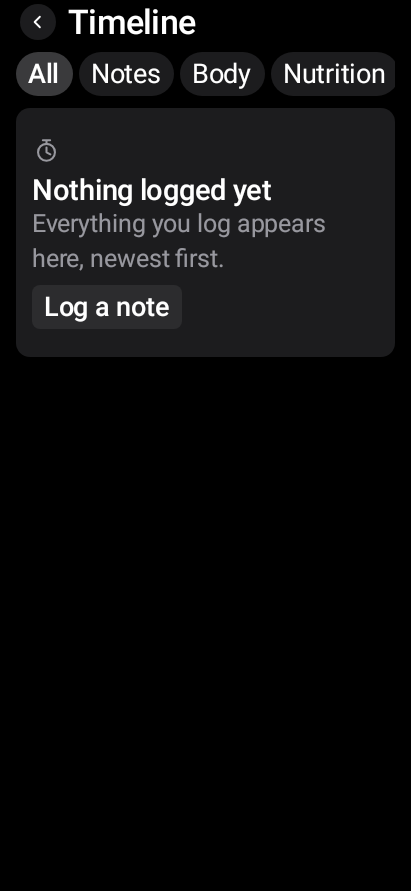 Timeline
All Notes Body Nutrition
Nothing logged yet
Everything you log appears
here, newest first.
Log a note